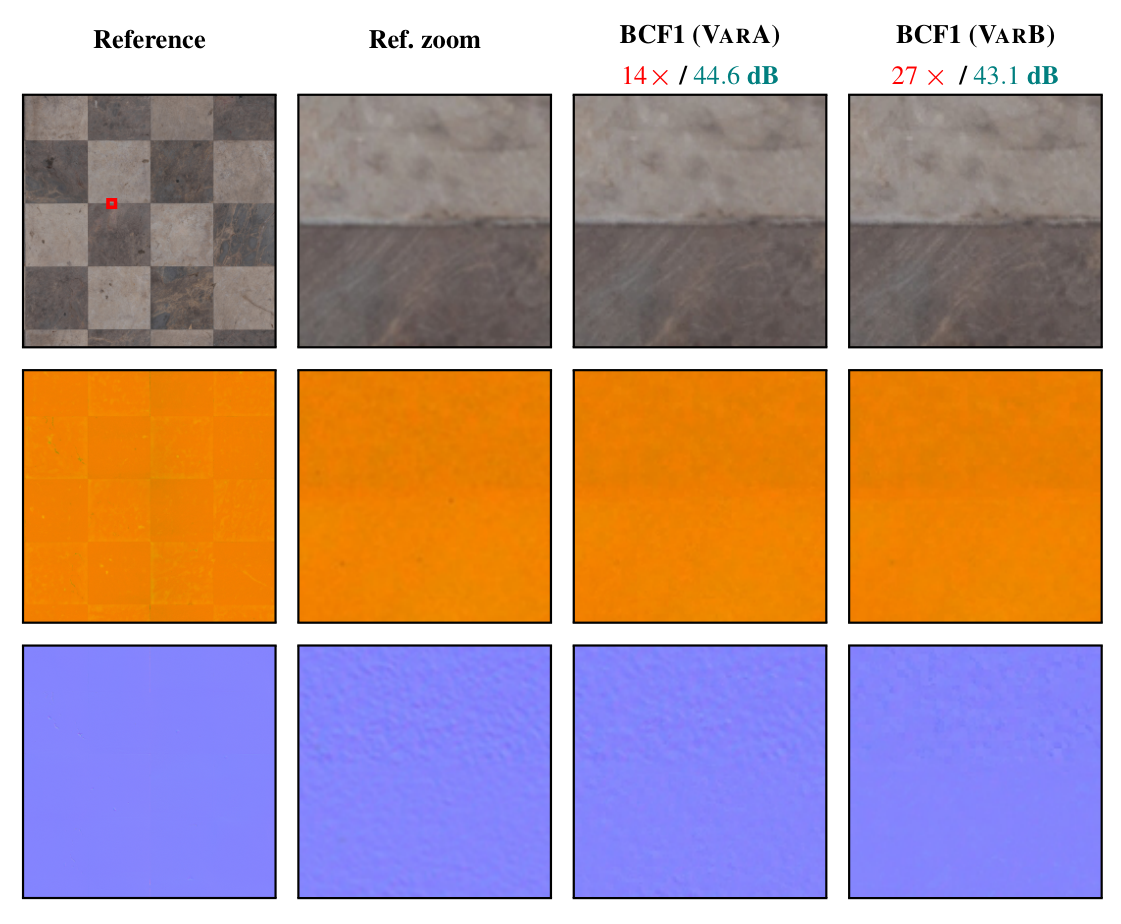 Reference
Ref. zoom
BCF1 (VARA)
14× / 44.6 dB
BCF1 (VARB)
27 × / 43.1 dB